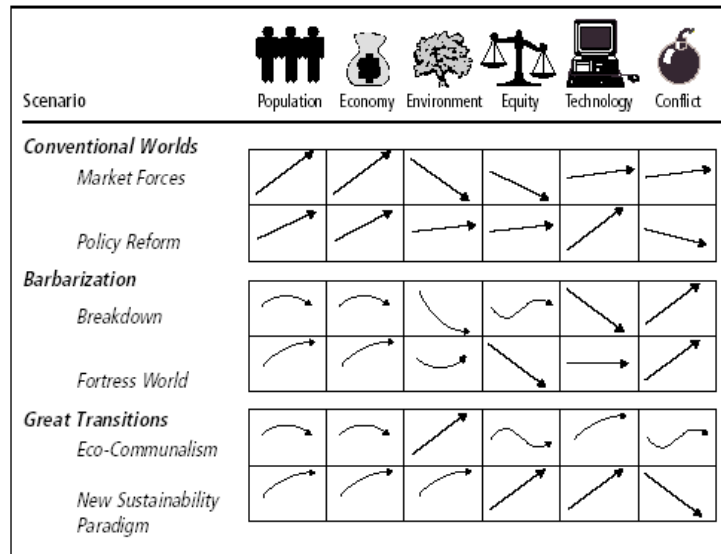 Scenario Population Economy Environment Equity Technology Conflict
Conventional Worlds
Market Forces
Policy Reform
Barbarization
Breakdown
Fortress World
Great Transitions
Eco-Communalism
New Sustainability
Paradigm